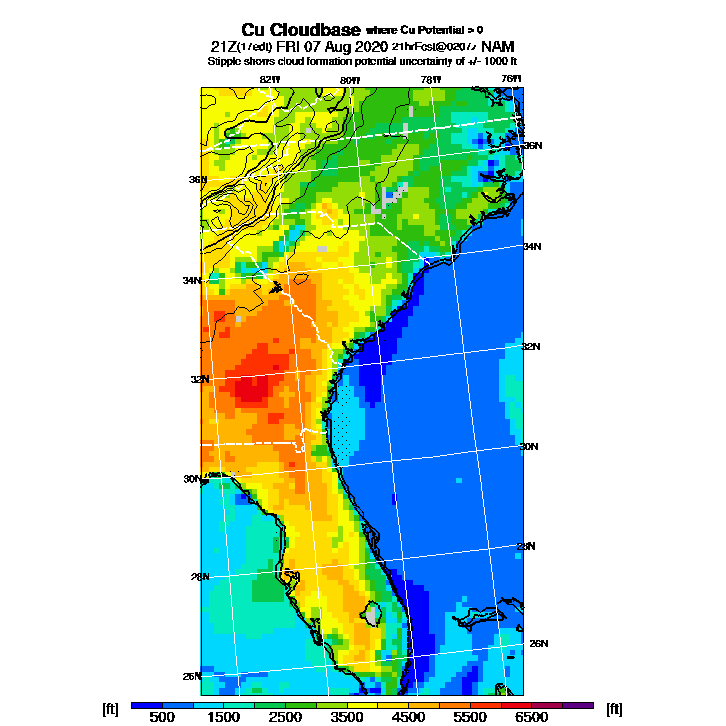 Cu Cloudbase where Cu Potential > 0
21Z(17edt) FRI 07 Aug 2020 21hrFcst@0207z NAM
Stipple shows cloud formation potential uncertainty of +/- 1000 ft
82W 80W 78W 76W
36N
36N
34N
34N
32N
32N
30N
30N
28N
28N
26N
26N
[ft] [ft]
500 1500 2500 3500 4500 5500 6500